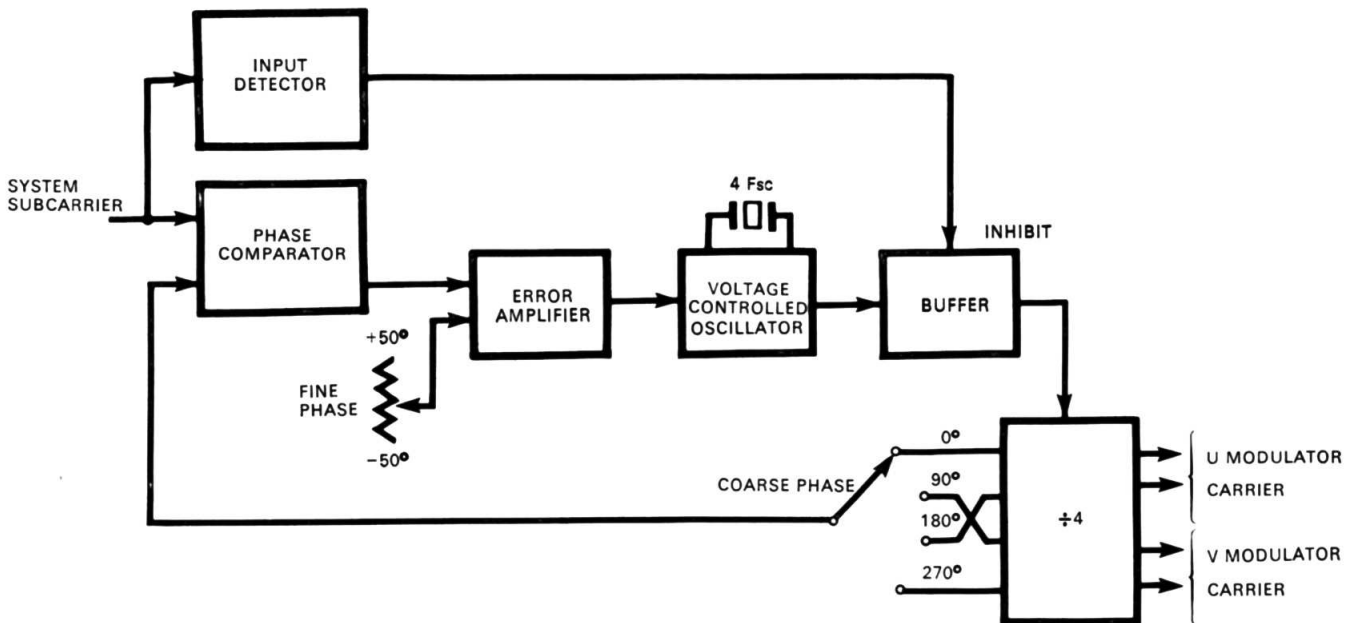 INPUT
DETECTOR
SYSTEM
SUBCARRIER
PHASE
COMPARATOR
4 Fsc
INHIBIT
ERROR
AMPLIFIER
VOLTAGE
CONTROLLED
OSCILLATOR
BUFFER
+50°
FINE
PHASE
−50°
COARSE PHASE
0°
90°
180°
270°
÷4
U MODULATOR
CARRIER
V MODULATOR
CARRIER